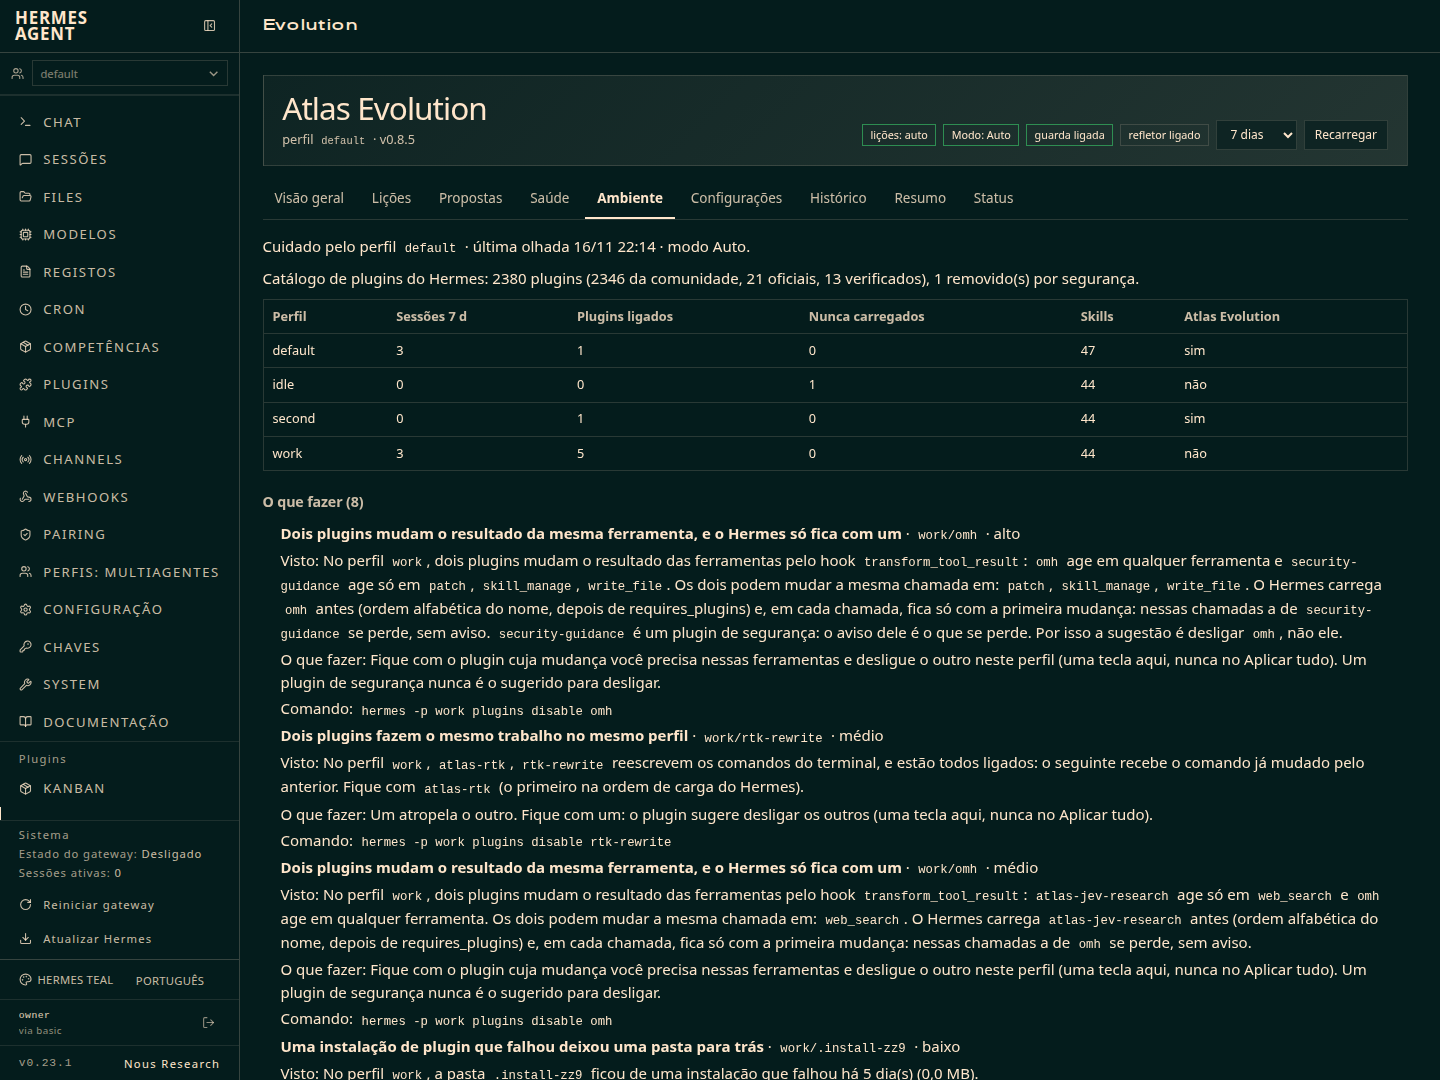 HERMES
AGENT
default
CHAT
SESSÕES
FILES
MODELOS
REGISTOS
CRON
COMPETÊNCIAS
PLUGINS
MCP
CHANNELS
WEBHOOKS
PAIRING
PERFIS: MULTIAGENTES
CONFIGURAÇÃO
CHAVES
SYSTEM
DOCUMENTAÇÃO
Plugins
KANBAN
Sistema
Estado do gateway: Desligado
Sessões ativas: 0
Reiniciar gateway
Atualizar Hermes
HERMES TEAL PORTUGUÊS
owner
via basic
v0.23.1 Nous Research
Evolution
Atlas Evolution
perfil default · v0.8.5
lições: auto Modo: Auto guarda ligada refletor ligado 7 dias Recarregar
Visão geral Lições Propostas Saúde Ambiente Configurações Histórico Resumo Status
Cuidado pelo perfil default · última olhada 16/11 22:14 · modo Auto.
Catálogo de plugins do Hermes: 2380 plugins (2346 da comunidade, 21 oficiais, 13 verificados), 1 removido(s) por segurança.
Perfil Sessões 7 d Plugins ligados Nunca carregados Skills Atlas Evolution
default 3 1 0 47 sim
idle 0 0 1 44 não
second 0 1 0 44 sim
work 3 5 0 44 não
O que fazer (8)
Dois plugins mudam o resultado da mesma ferramenta, e o Hermes só fica com um · work/omh · alto
Visto: No perfil work, dois plugins mudam o resultado das ferramentas pelo hook transform_tool_result: omh age em qualquer ferramenta e security-
guidance age só em patch, skill_manage, write_file. Os dois podem mudar a mesma chamada em: patch, skill_manage, write_file. O Hermes carrega
omh antes (ordem alfabética do nome, depois de requires_plugins) e, em cada chamada, fica só com a primeira mudança: nessas chamadas a de security-
guidance se perde, sem aviso. security-guidance é um plugin de segurança: o aviso dele é o que se perde. Por isso a sugestão é desligar omh, não ele.
O que fazer: Fique com o plugin cuja mudança você precisa nessas ferramentas e desligue o outro neste perfil (uma tecla aqui, nunca no Aplicar tudo). Um
plugin de segurança nunca é o sugerido para desligar.
Comando: hermes -p work plugins disable omh
Dois plugins fazem o mesmo trabalho no mesmo perfil · work/rtk-rewrite · médio
Visto: No perfil work, atlas-rtk, rtk-rewrite reescrevem os comandos do terminal, e estão todos ligados: o seguinte recebe o comando já mudado pelo
anterior. Fique com atlas-rtk (o primeiro na ordem de carga do Hermes).
O que fazer: Um atropela o outro. Fique com um: o plugin sugere desligar os outros (uma tecla aqui, nunca no Aplicar tudo).
Comando: hermes -p work plugins disable rtk-rewrite
Dois plugins mudam o resultado da mesma ferramenta, e o Hermes só fica com um · work/omh · médio
Visto: No perfil work, dois plugins mudam o resultado das ferramentas pelo hook transform_tool_result: atlas-jev-research age só em web_search e omh
age em qualquer ferramenta. Os dois podem mudar a mesma chamada em: web_search. O Hermes carrega atlas-jev-research antes (ordem alfabética do
nome, depois de requires_plugins) e, em cada chamada, fica só com a primeira mudança: nessas chamadas a de omh se perde, sem aviso.
O que fazer: Fique com o plugin cuja mudança você precisa nessas ferramentas e desligue o outro neste perfil (uma tecla aqui, nunca no Aplicar tudo). Um
plugin de segurança nunca é o sugerido para desligar.
Comando: hermes -p work plugins disable omh
Uma instalação de plugin que falhou deixou uma pasta para trás · work/.install-zz9 · baixo
Visto: No perfil work, a pasta .install-zz9 ficou de uma instalação que falhou há 5 dia(s) (0,0 MB).